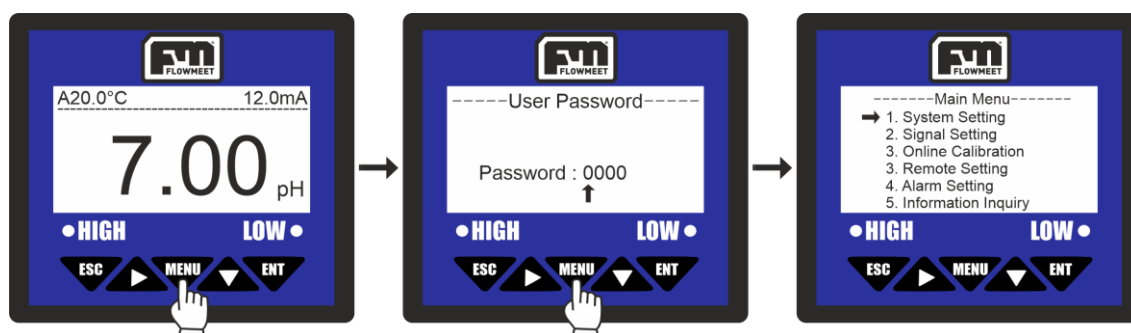 FLOWMEET
A20.0°C 12.0mA
7.00 pH
HIGH LOW
ESC MENU ENT
FLOWMEET
-----User Password-----
Password : 0000
HIGH LOW
ESC MENU ENT
FLOWMEET
-------Main Menu-------
1. System Setting
2. Signal Setting
3. Online Calibration
3. Remote Setting
4. Alarm Setting
5. Information Inquiry
HIGH LOW
ESC MENU ENT